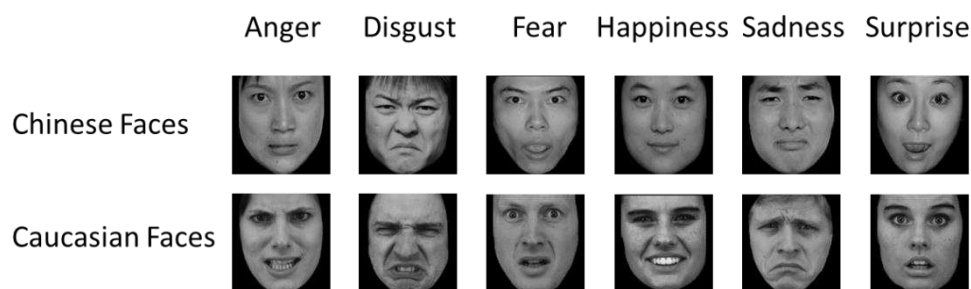 Anger Disgust Fear Happiness Sadness Surprise
Chinese Faces
Caucasian Faces